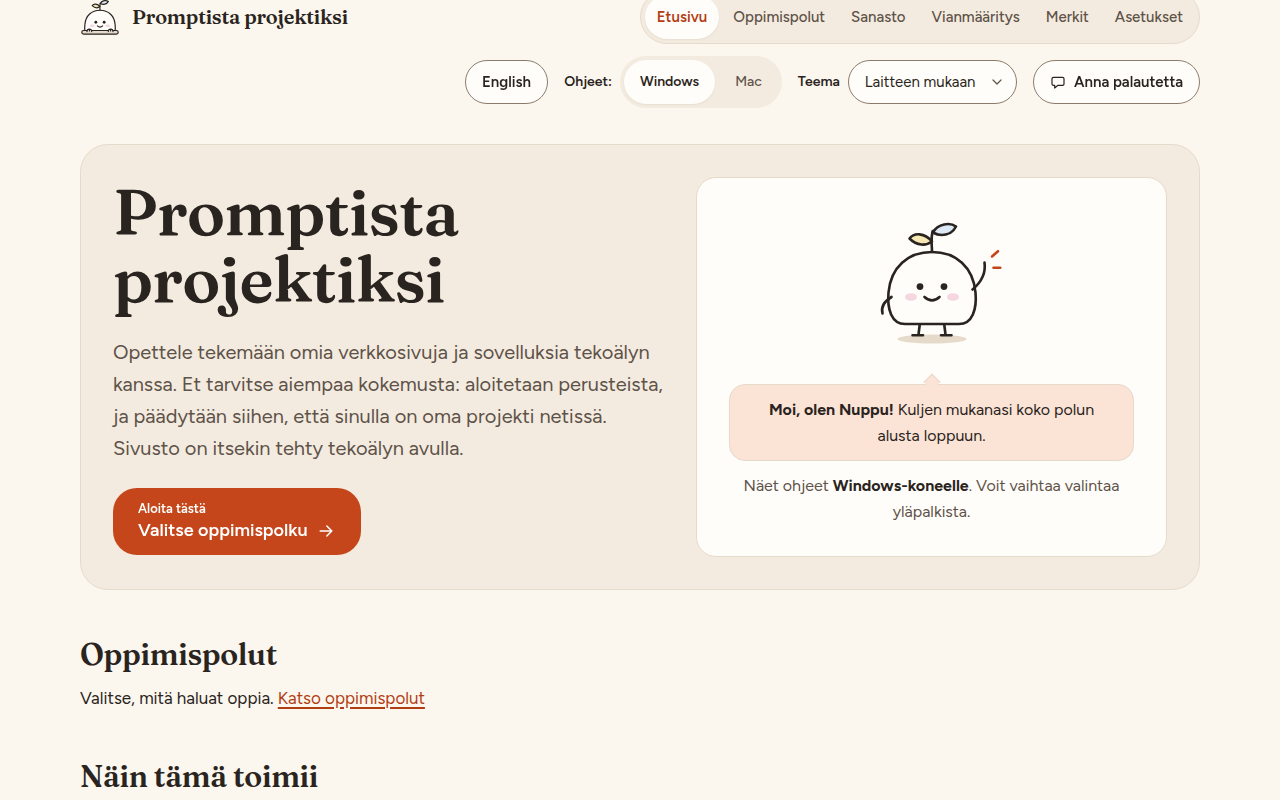 Promptista projektiksi
Etusivu Oppimispolut Sanasto Vianmääritys Merkit Asetukset
English Ohjeet: Windows Mac Teema Laitteen mukaan Anna palautetta
Promptista
projektiksi
Opettele tekemään omia verkkosivuja ja sovelluksia tekoälyn
kanssa. Et tarvitse aiempaa kokemusta: aloitetaan perusteista,
ja päädytään siihen, että sinulla on oma projekti netissä.
Sivusto on itsekin tehty tekoälyn avulla.
Aloita tästä
Valitse oppimispolku →
Moi, olen Nuppu! Kuljen mukanasi koko polun
alusta loppuun.
Näet ohjeet Windows-koneelle. Voit vaihtaa valintaa
yläpalkista.
Oppimispolut
Valitse, mitä haluat oppia. Katso oppimispolut
Näin tämä toimii